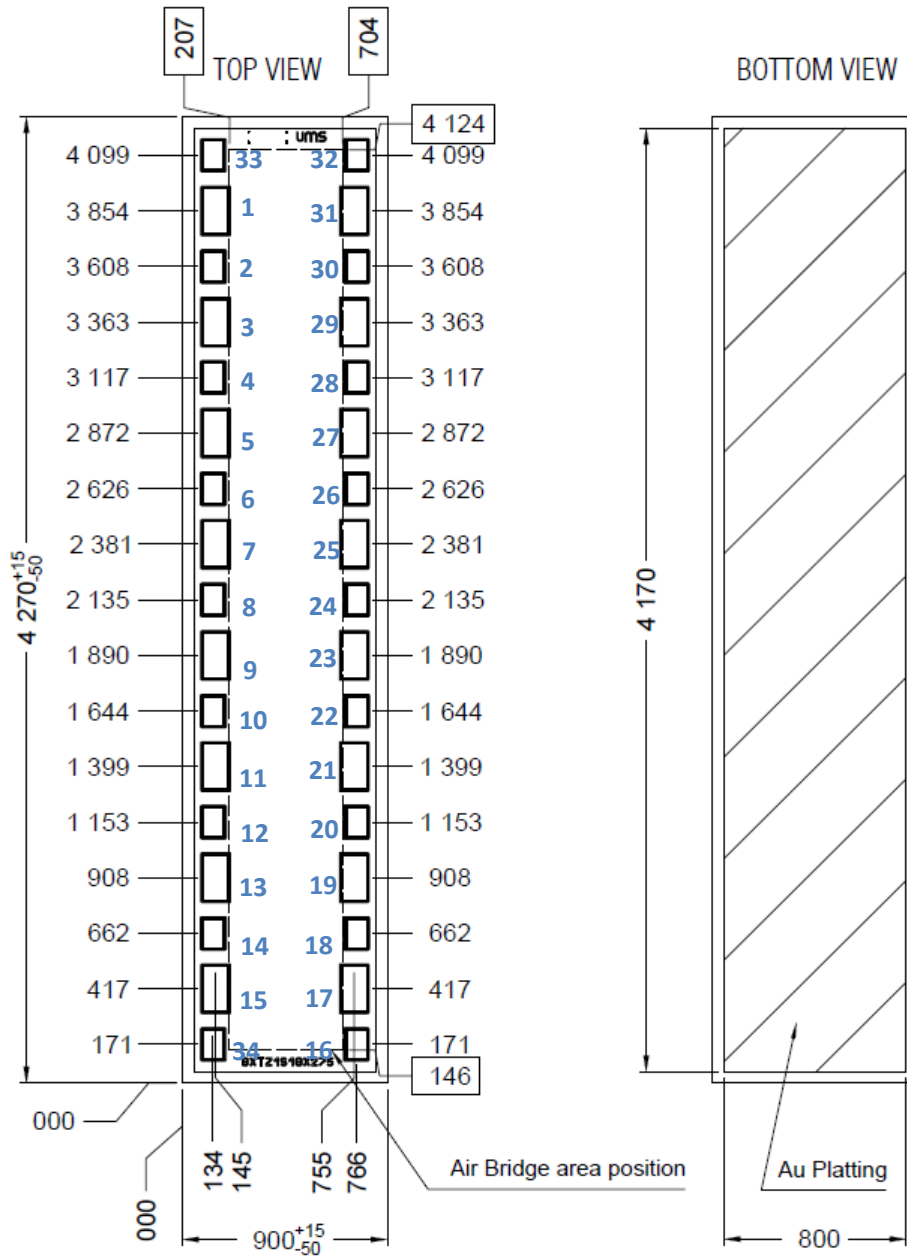 207
704
TOP VIEW
BOTTOM VIEW
ums
4 124
4 099 33 32 4 099
3 854 1 31 3 854
3 608 2 30 3 608
3 363 3 29 3 363
3 117 4 28 3 117
2 872 5 27 2 872
2 626 6 26 2 626
2 381 7 25 2 381
2 135 8 24 2 135
1 890 9 23 1 890
1 644 10 22 1 644
1 399 11 21 1 399
1 153 12 20 1 153
908 13 19 908
662 14 18 662
417 15 17 417
171 34 16 171
146
4 270 +15 -50
4 170
000
000
134
145
755
766
Air Bridge area position
Au Platting
900 +15 -50
800